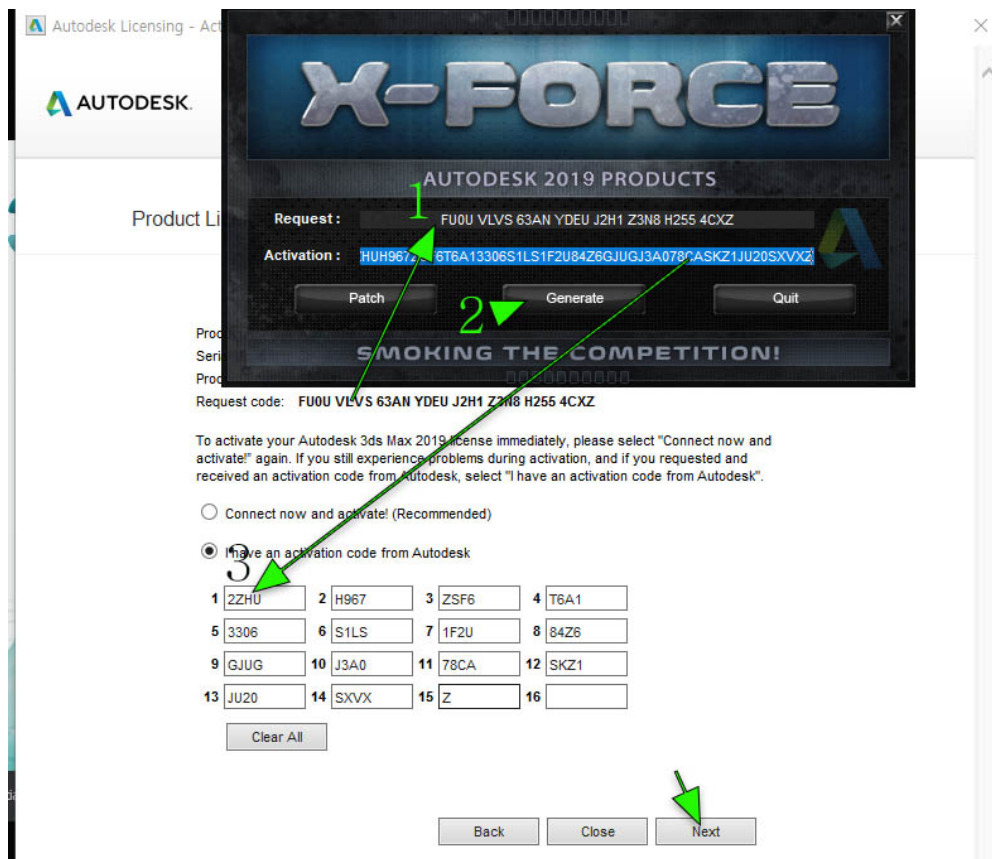 Autodesk Licensing - Act
AUTODESK.
X-FORCE
AUTODESK 2019 PRODUCTS
1
Request :
FU0U VLVS 63AN YDEU J2H1 Z3N8 H255 4CXZ
Activation :
Patch
2
Generate
Quit
SMOKING THE COMPETITION!
Product Li
Prod
Seri
Prod
Request code: FU0U VLVS 63AN YDEU J2H1 Z3N8 H255 4CXZ
To activate your Autodesk 3ds Max 2019 license immediately, please select "Connect now and
activate!" again. If you still experience problems during activation, and if you requested and
received an activation code from Autodesk, select "I have an activation code from Autodesk".
Connect now and activate! (Recommended)
I have an activation code from Autodesk
3
1 2ZHU 2 H967 3 ZSF6 4 T6A1
5 3306 6 S1LS 7 1F2U 8 84Z6
9 GJUG 10 J3A0 11 78CA 12 SKZ1
13 JU20 14 SXVX 15 Z 16
Clear All
Back
Close
Next